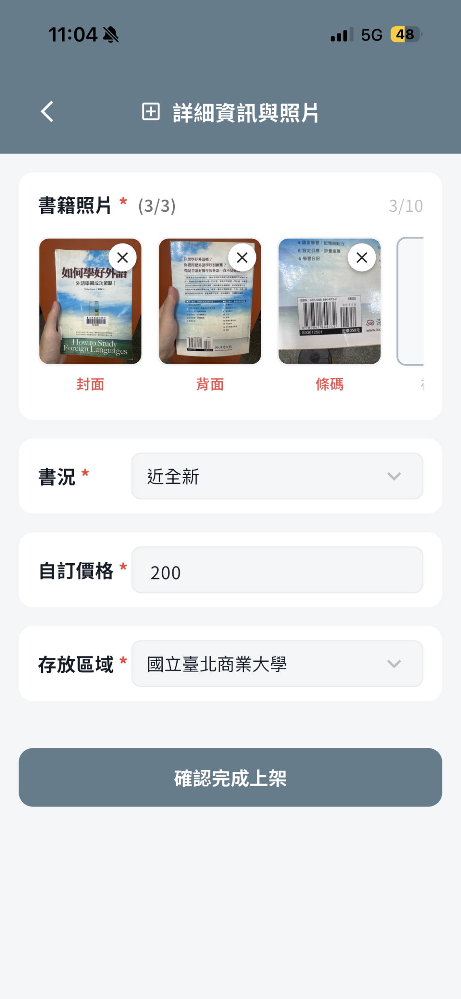 11:04
5G 48
詳細資訊與照片
書籍照片 * (3/3)
3/10
如何學好外語
|外語學習成功策略|
How to Study
Foreign Languages
你想學好外語嗎?
你覺得把外語學好很困難?
還是苦讀好幾年的外語一直不見
深思文化
4 語言學習:記憶與動力
5 設定目標,評量進展
6 學習日記
ISBN:978-986-184-473-2 [800]
00350
9 789861 844732
S03012501 定價350元
www.ic
封面
背面
條碼
書況 *
近全新
自訂價格 *
200
存放區域 *
國立臺北商業大學
確認完成上架